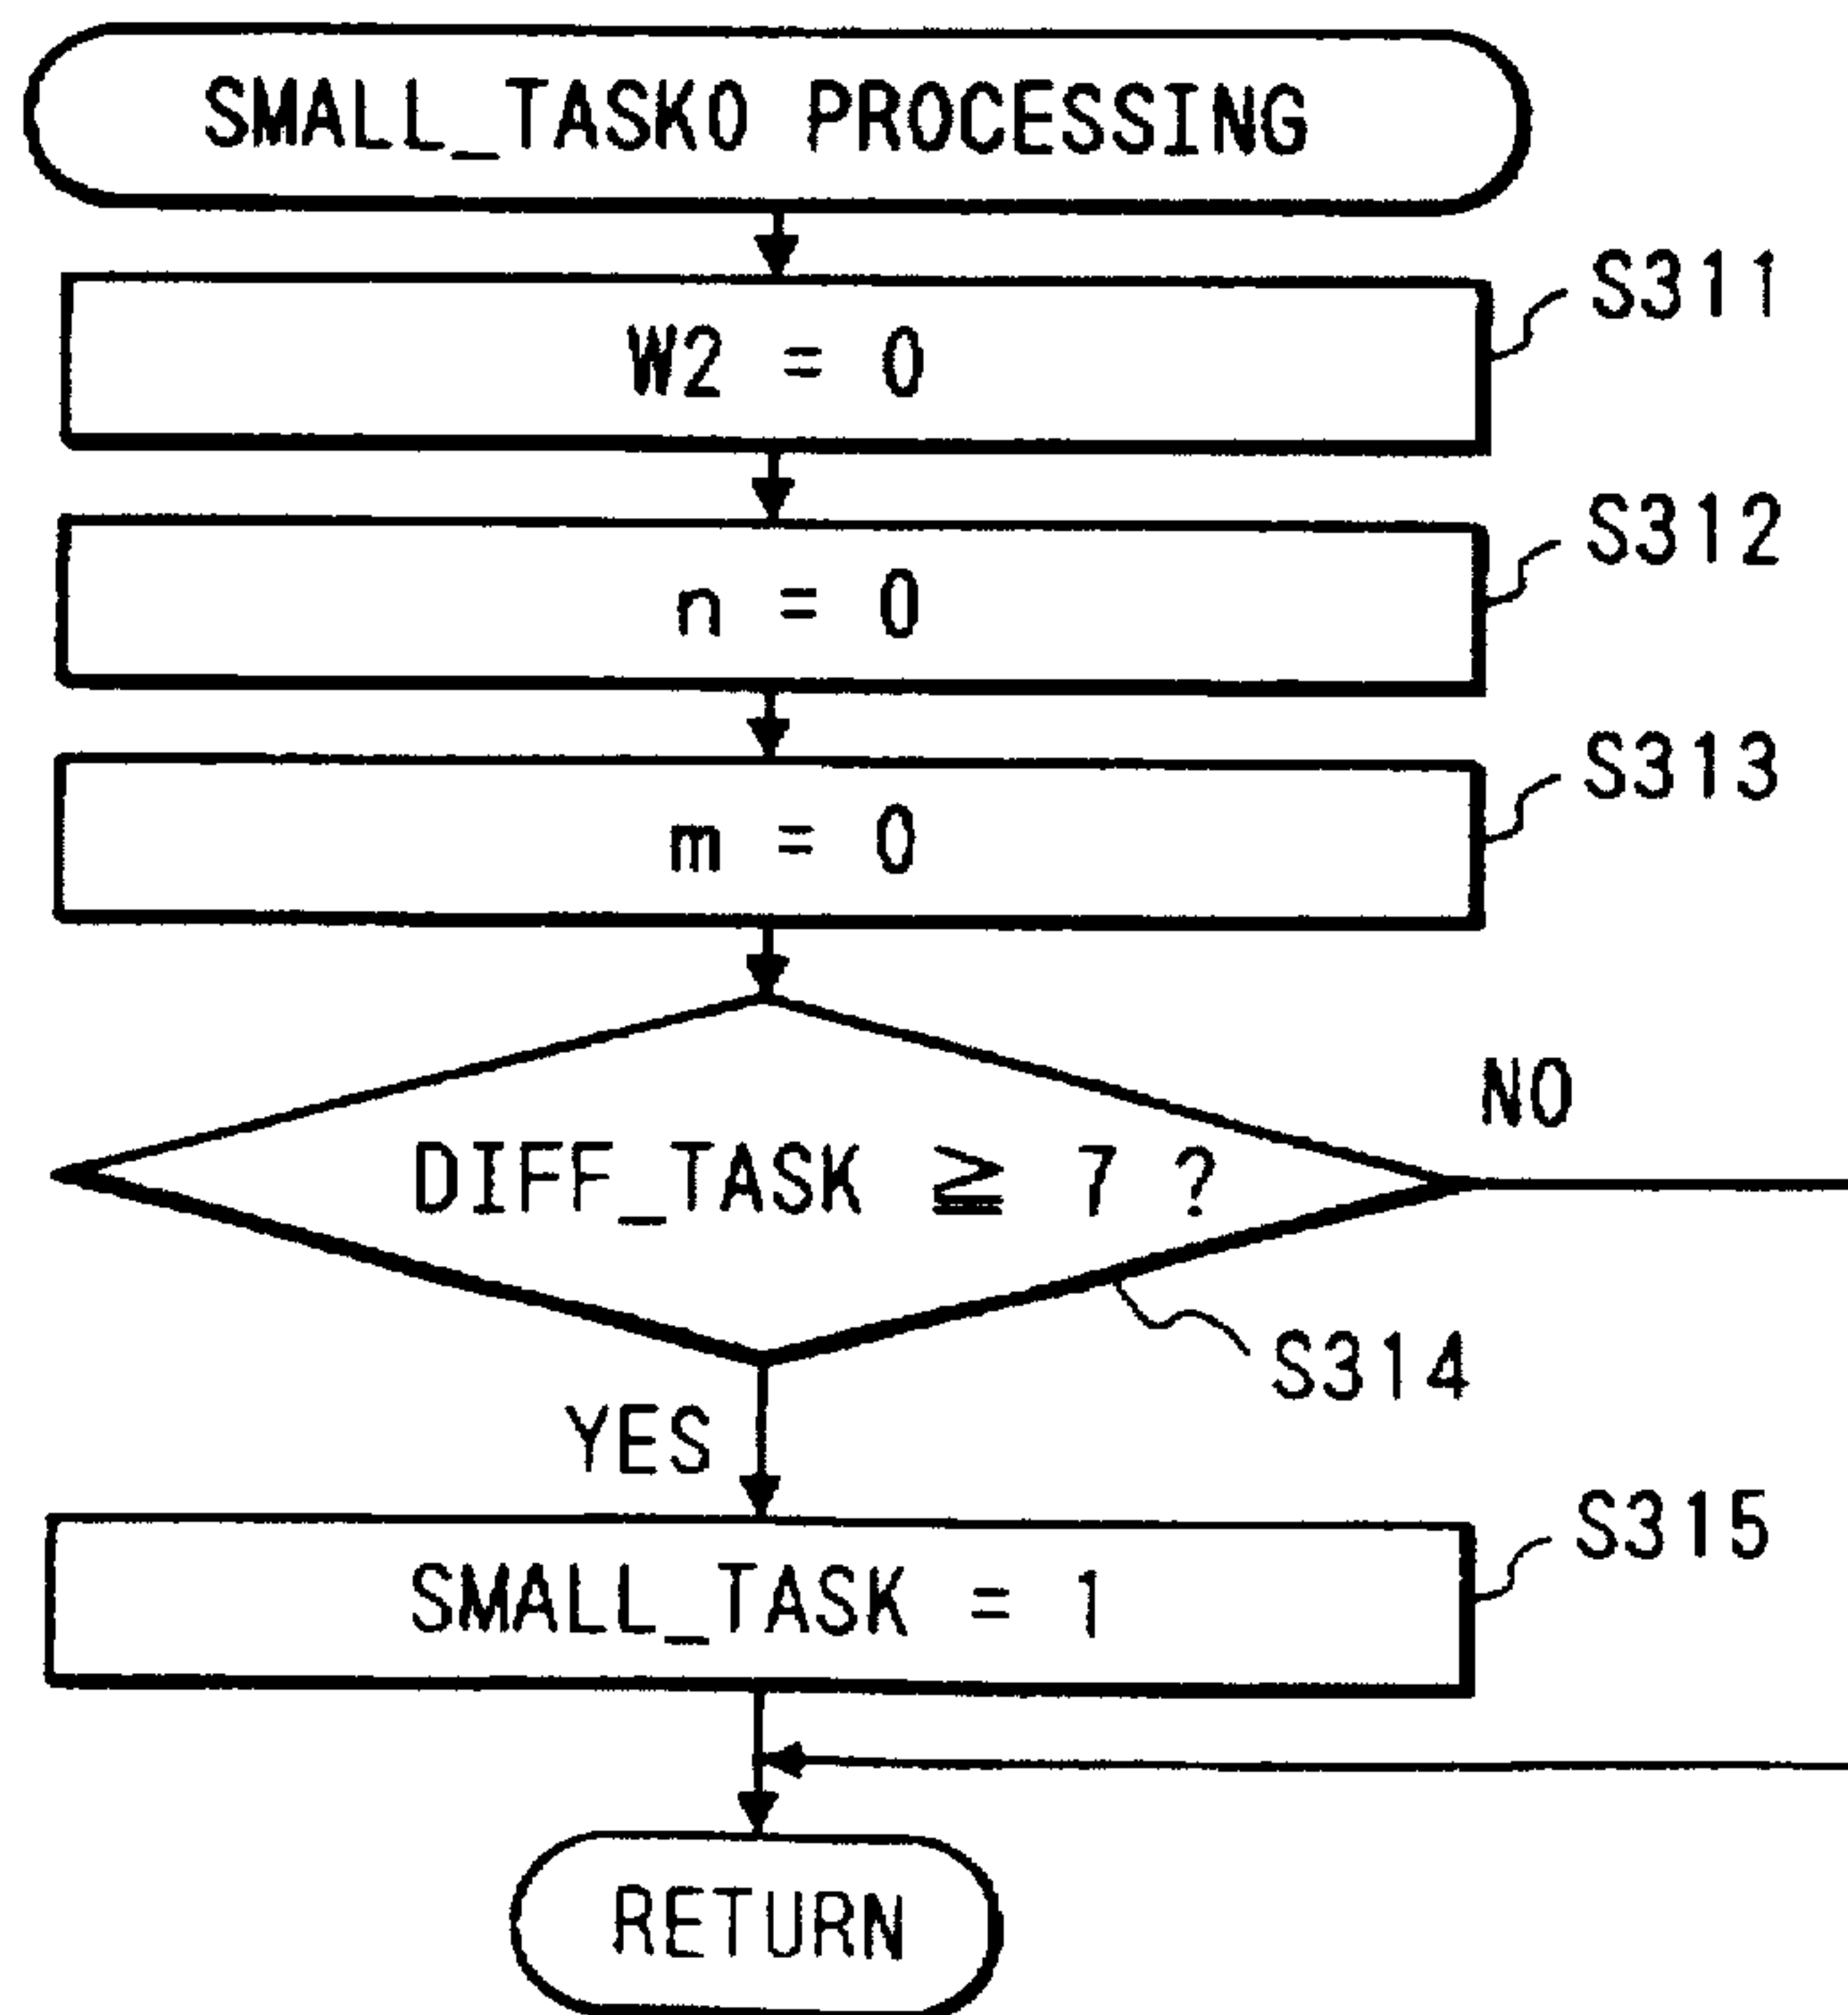 SMALL_TASK0 PROCESSING
S311
W2 = 0
S312
n = 0
S313
m = 0
NO
DIFF_TASK ≧ 7 ?
S314
YES
S315
SMALL_TASK = 1
RETURN